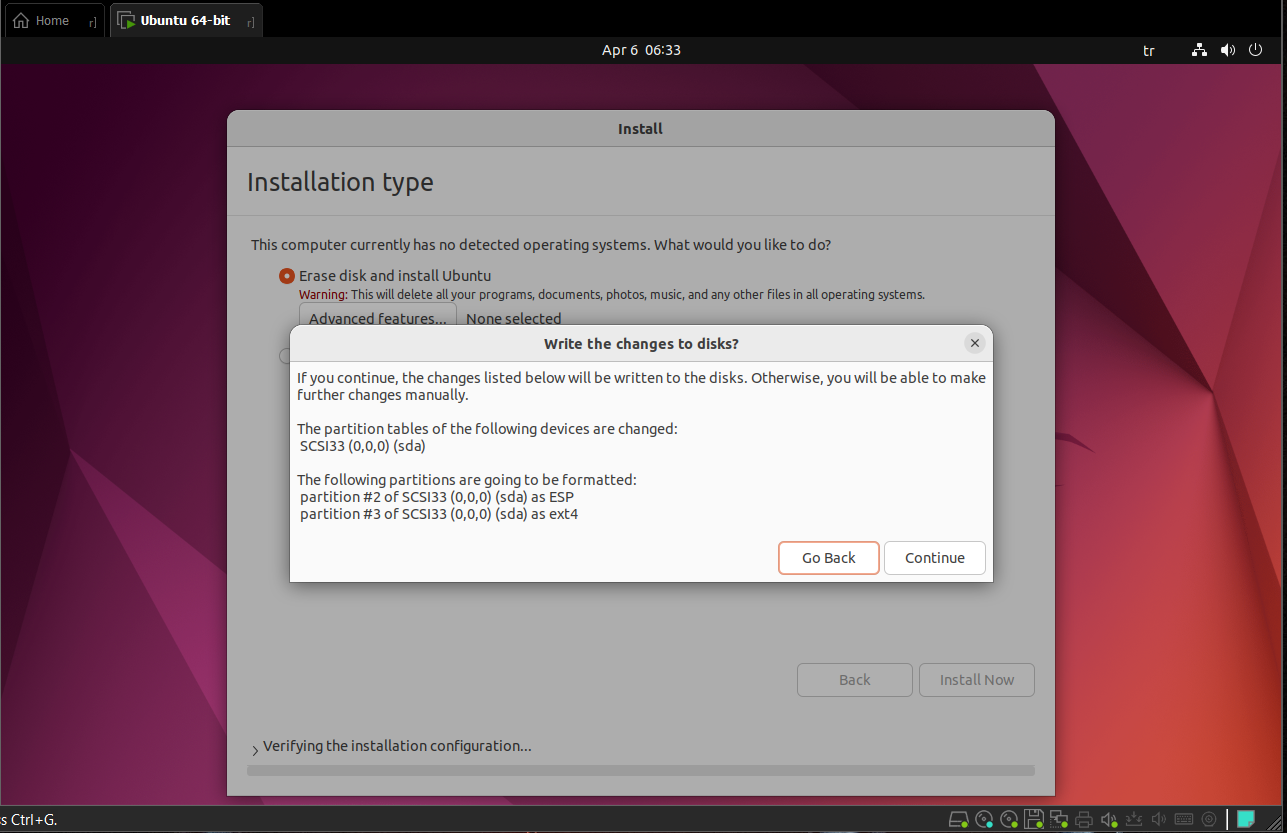 Home
Ubuntu 64-bit
Apr 6 06:33
tr
Install
Installation type
This computer currently has no detected operating systems. What would you like to do?
Erase disk and install Ubuntu
Warning: This will delete all your programs, documents, photos, music, and any other files in all operating systems.
Advanced features... None selected
Write the changes to disks?
If you continue, the changes listed below will be written to the disks. Otherwise, you will be able to make
further changes manually.
The partition tables of the following devices are changed:
SCSI33 (0,0,0) (sda)
The following partitions are going to be formatted:
partition #2 of SCSI33 (0,0,0) (sda) as ESP
partition #3 of SCSI33 (0,0,0) (sda) as ext4
Go Back Continue
Back Install Now
Verifying the installation configuration...
s Ctrl+G.